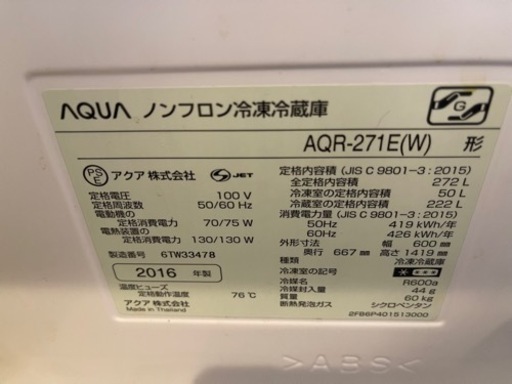 AQUA ノンフロン冷凍冷蔵庫
G
AQR-271E(W) 形
PS E アクア株式会社 S JET
定格電圧 100 V
定格周波数 50/60 Hz
電動機の
定格消費電力 70/75 W
電熱装置の
定格消費電力 130/130 W
製造番号 6TW33478
2016 年製
温度ヒューズ
定格動作温度 76℃
アクア株式会社
Made in Thailand
定格内容積 (JIS C 9801-3 : 2015)
全定格内容積 272 L
冷凍室の定格内容積 50 L
冷蔵室の定格内容積 222 L
消費電力量 (JIS C 9801-3 : 2015)
50Hz 419 kWh/年
60Hz 426 kWh/年
外形寸法 幅 600 mm
奥行 667 mm 高さ 1419 mm
種類 冷凍冷蔵庫
冷凍室の記号
冷媒名 R600a
冷媒封入量 44 g
質量 60 kg
断熱発泡ガス シクロペンタン
2FB6P401513000
>ABS<